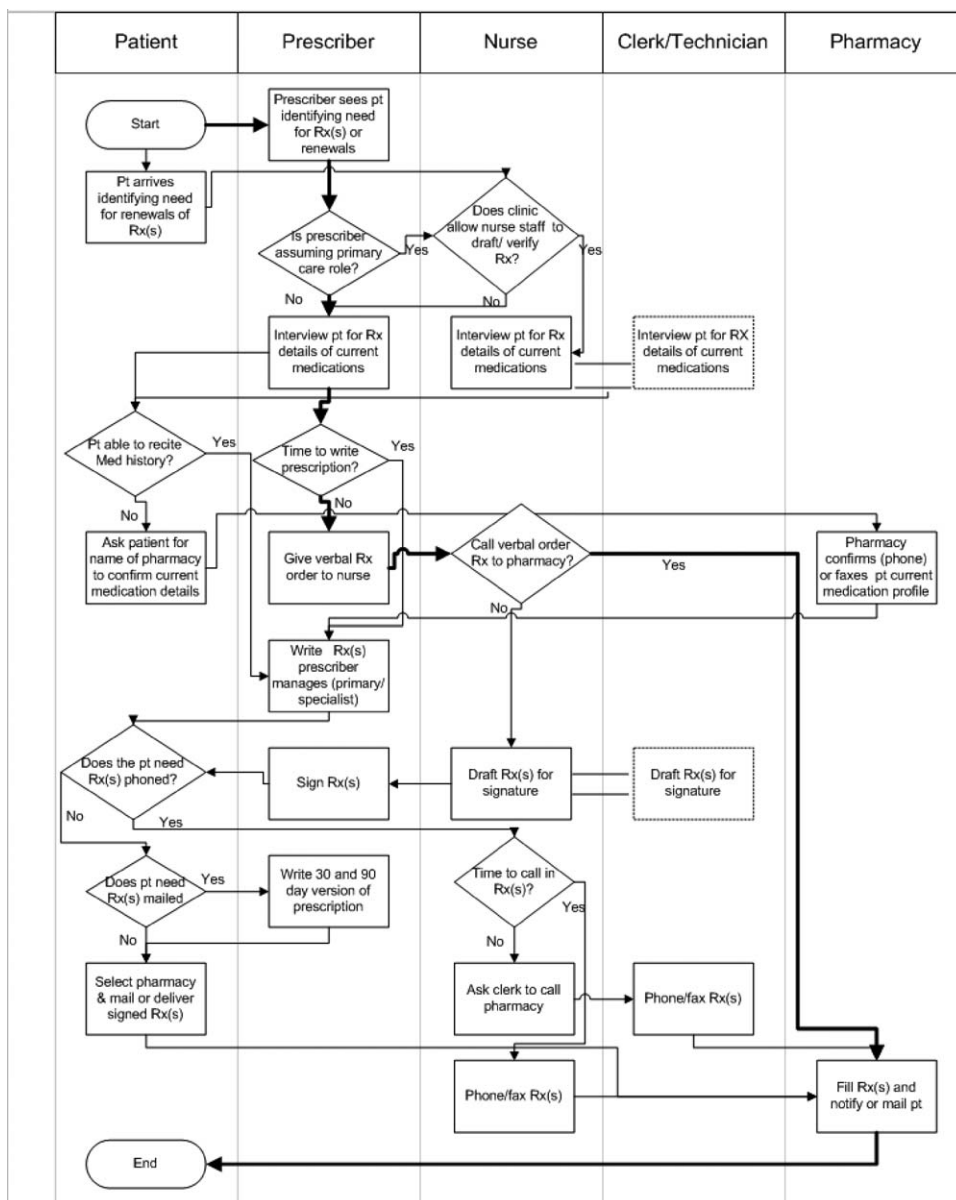 Patient
Prescriber
Nurse
Clerk/Technician
Pharmacy
Start
Prescriber sees pt
identifying need
for Rx(s) or
renewals
Pt arrives
identifying need
for renewals of
Rx(s)
Is prescriber
assuming primary
care role?
Yes
No
Does clinic
allow nurse staff to
draft/ verify
Rx?
Yes
No
Interview pt for Rx
details of current
medications
Interview pt for Rx
details of current
medications
Interview pt for RX
details of current
medications
Pt able to recite
Med history?
Yes
No
Time to write
prescription?
Yes
No
Ask patient for
name of pharmacy
to confirm current
medication details
Give verbal Rx
order to nurse
Call verbal order
Rx to pharmacy?
Yes
No
Pharmacy
confirms (phone)
or faxes pt current
medication profile
Write Rx(s)
prescriber
manages (primary/
specialist)
Does the pt need
Rx(s) phoned?
No
Yes
Sign Rx(s)
Draft Rx(s) for
signature
Draft Rx(s) for
signature
Does pt need
Rx(s) mailed
Yes
No
Write 30 and 90
day version of
prescription
Time to call in
Rx(s)?
Yes
No
Select pharmacy
& mail or deliver
signed Rx(s)
Ask clerk to call
pharmacy
Phone/fax Rx(s)
Phone/fax Rx(s)
Fill Rx(s) and
notify or mail pt
End